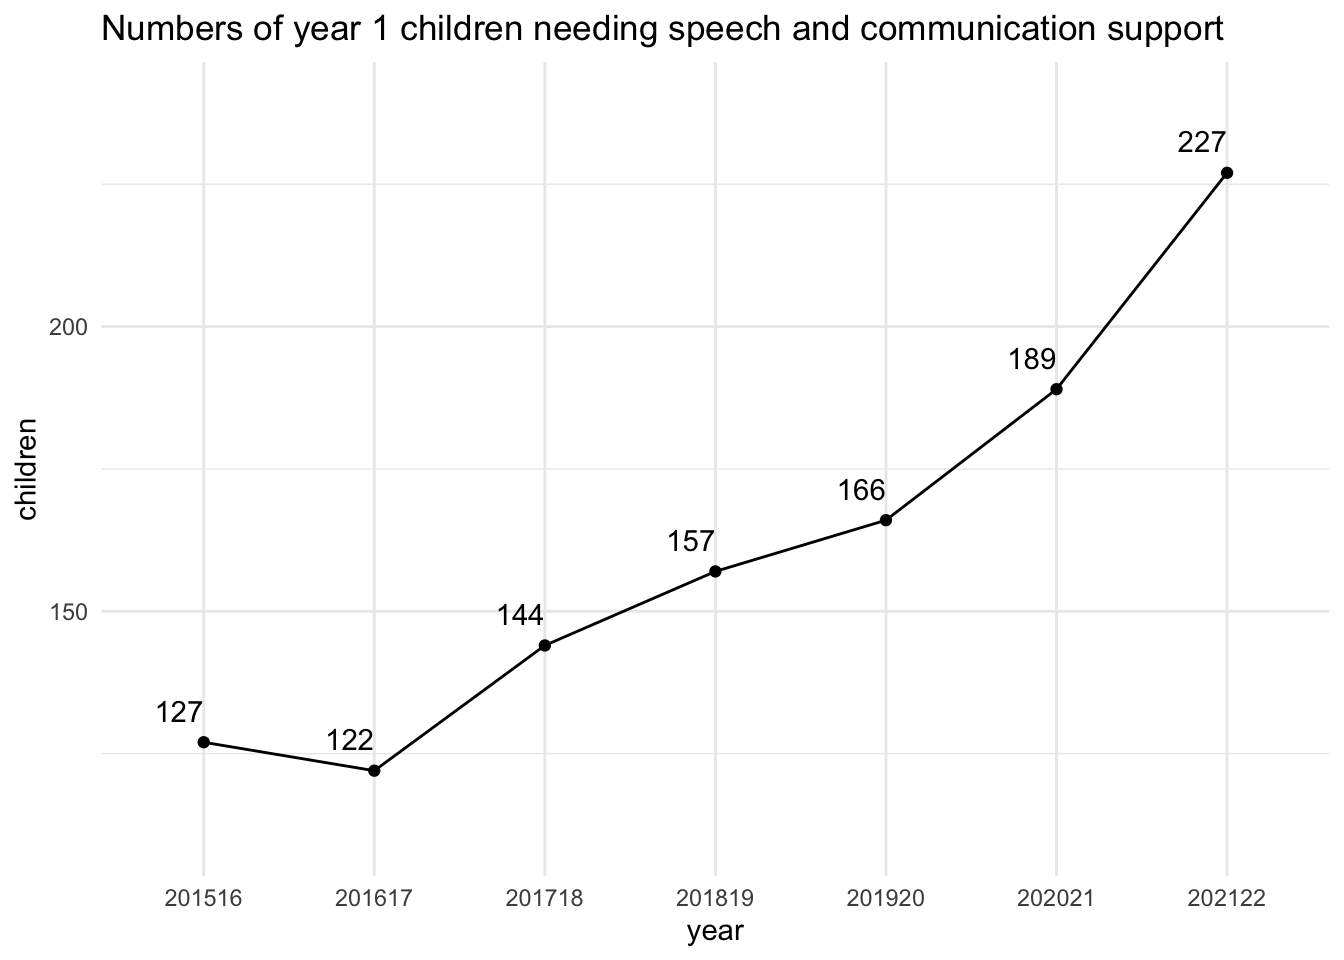 Numbers of year 1 children needing speech and communication support
227
200
189
children
166
157
150
144
127
122
201516 201617 201718 201819 201920 202021 202122
year